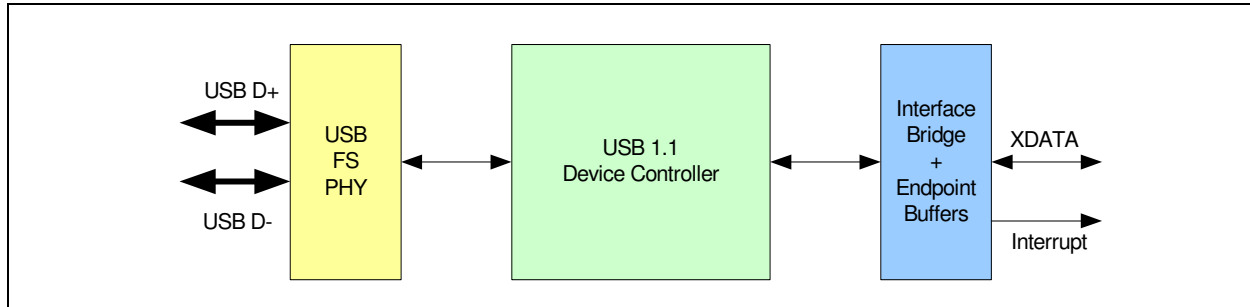 USB D+
USB D-
USB
FS
PHY
USB 1.1
Device Controller
Interface
Bridge
+
Endpoint
Buffers
XDATA
Interrupt